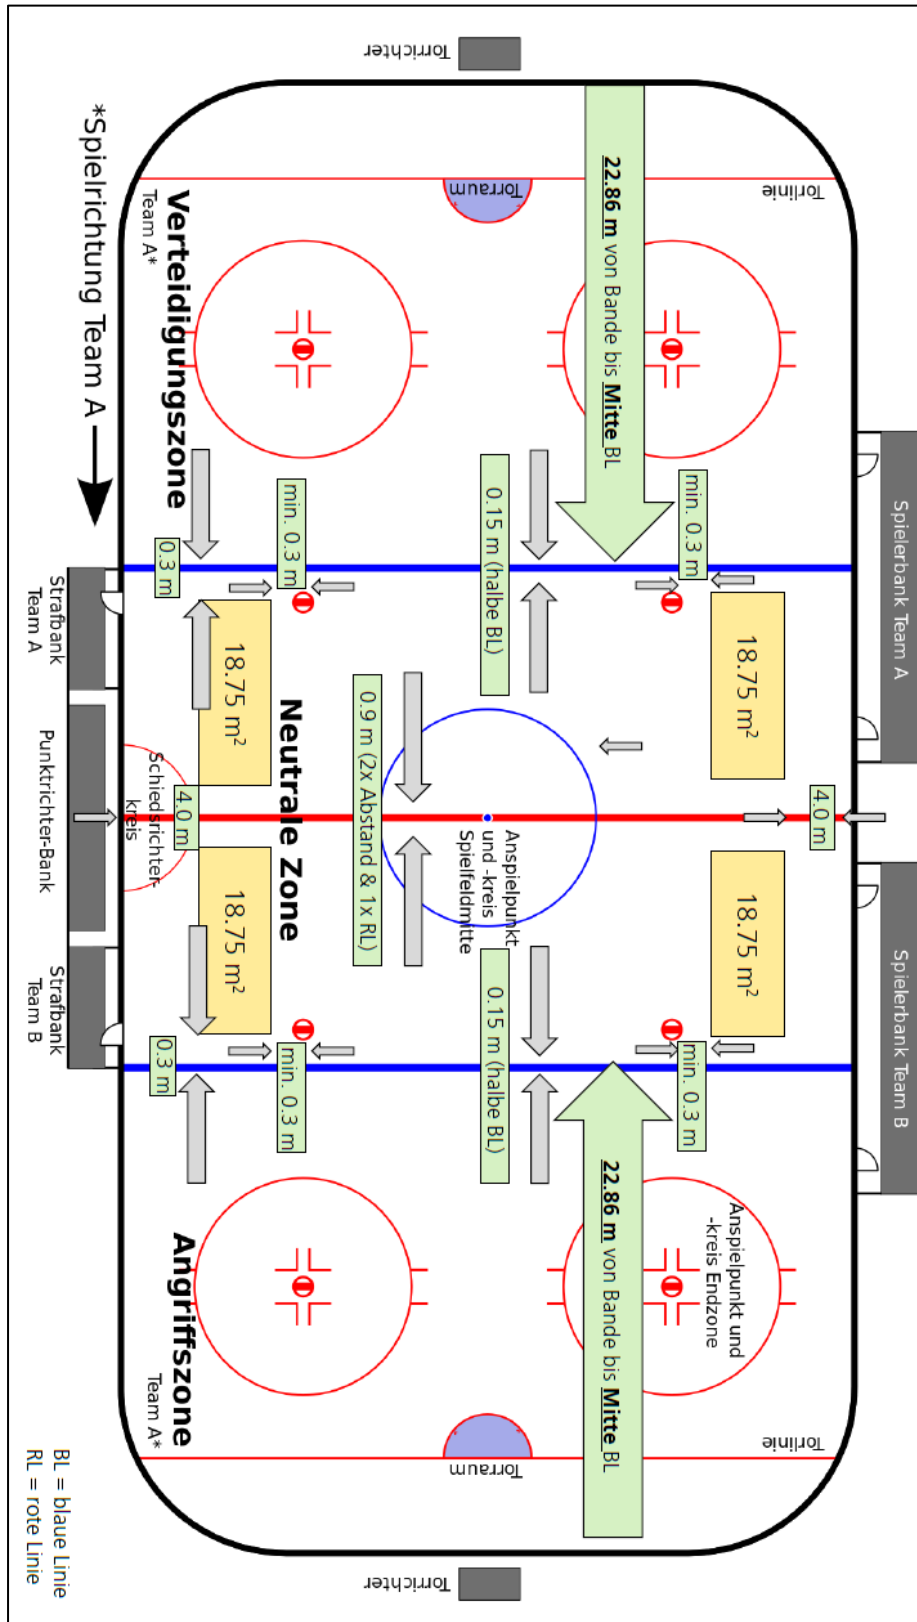 Torrichter
*Spielrichtung Team A
Verteidigungszone
Team A*
Torraum
Torlinie
22.86 m von Bande bis Mitte BL
min. 0.3 m
0.3 m
0.15 m (halbe BL)
min. 0.3 m
Spielerbank Team A
Strafbank
Team A
18.75 m²
18.75 m²
Neutrale Zone
0.9 m (2x Abstand & 1x RL)
Punktrichter-Bank
Schiedsrichter-
kreis
4.0 m
Anspielpunkt
und -kreis
Spielfeldmitte
4.0 m
18.75 m²
18.75 m²
Spielerbank Team B
Strafbank
Team B
0.3 m
min. 0.3 m
0.15 m (halbe BL)
min. 0.3 m
22.86 m von Bande bis Mitte BL
Anspielpunkt und
-kreis Endzone
Angriffszone
Team A*
Torraum
Torlinie
Torrichter
BL = blaue Linie
RL = rote Linie